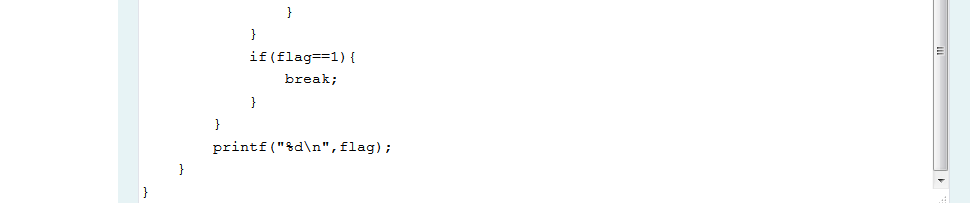 }
}
if(flag==1){
break;
}
}
printf("%d\n",flag);
}
}